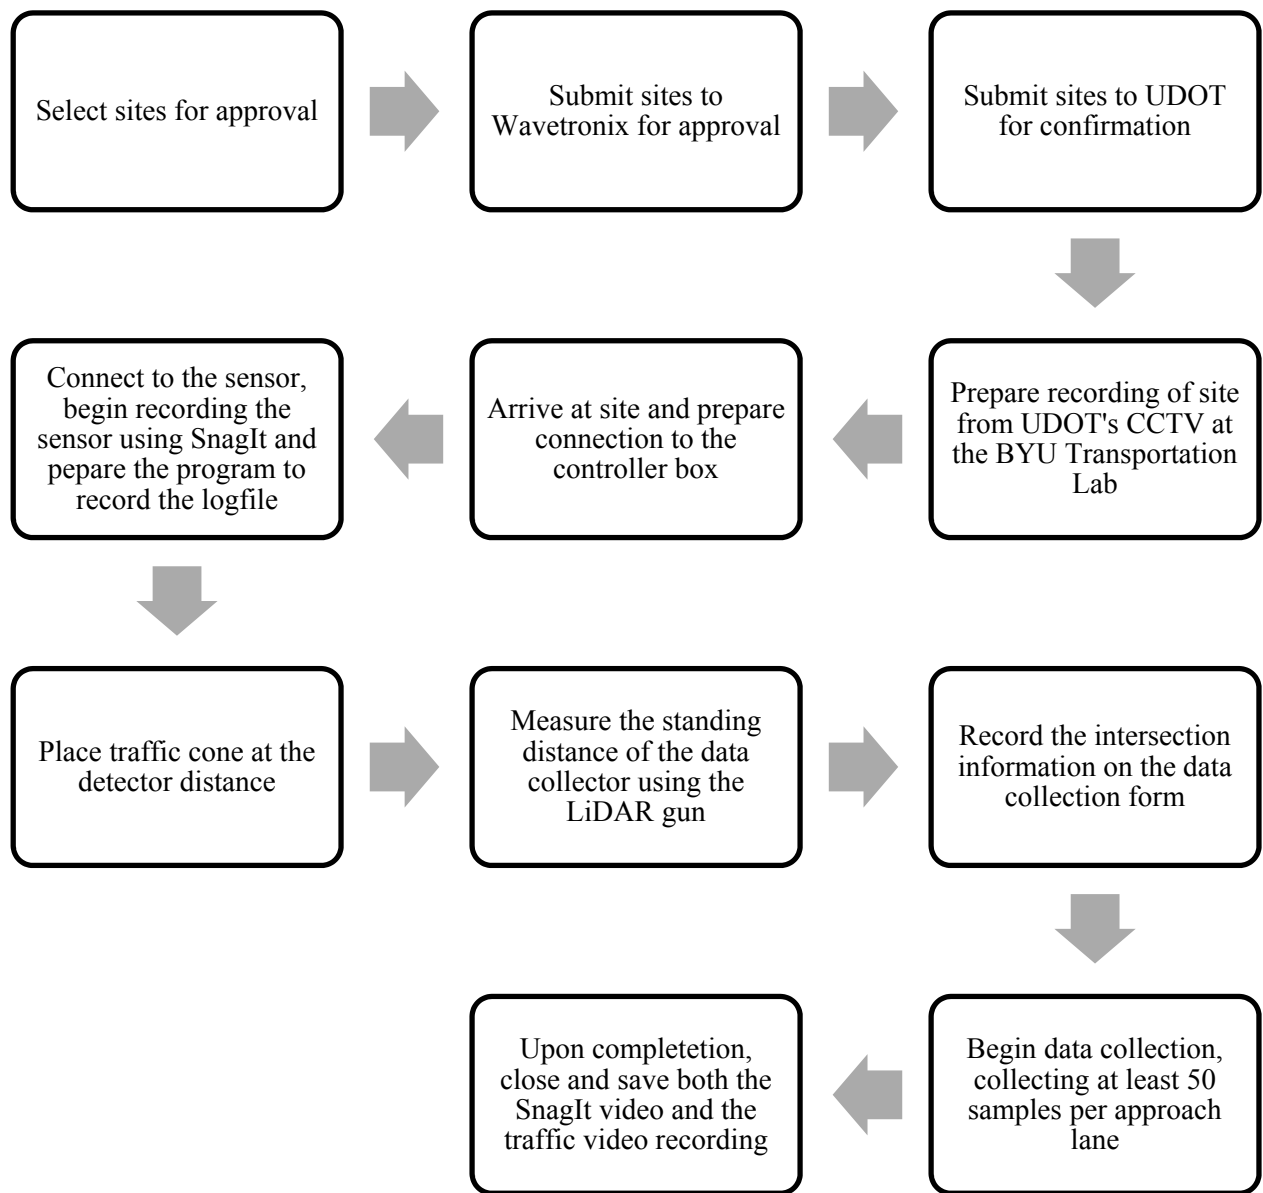 Select sites for approval
Submit sites to
Wavetronix for approval
Submit sites to UDOT
for confirmation
Prepare recording of site
from UDOT's CCTV at
the BYU Transportation
Lab
Arrive at site and prepare
connection to the
controller box
Connect to the sensor,
begin recording the
sensor using SnagIt and
pepare the program to
record the logfile
Place traffic cone at the
detector distance
Measure the standing
distance of the data
collector using the
LiDAR gun
Record the intersection
information on the data
collection form
Begin data collection,
collecting at least 50
samples per approach
lane
Upon completetion,
close and save both the
SnagIt video and the
traffic video recording